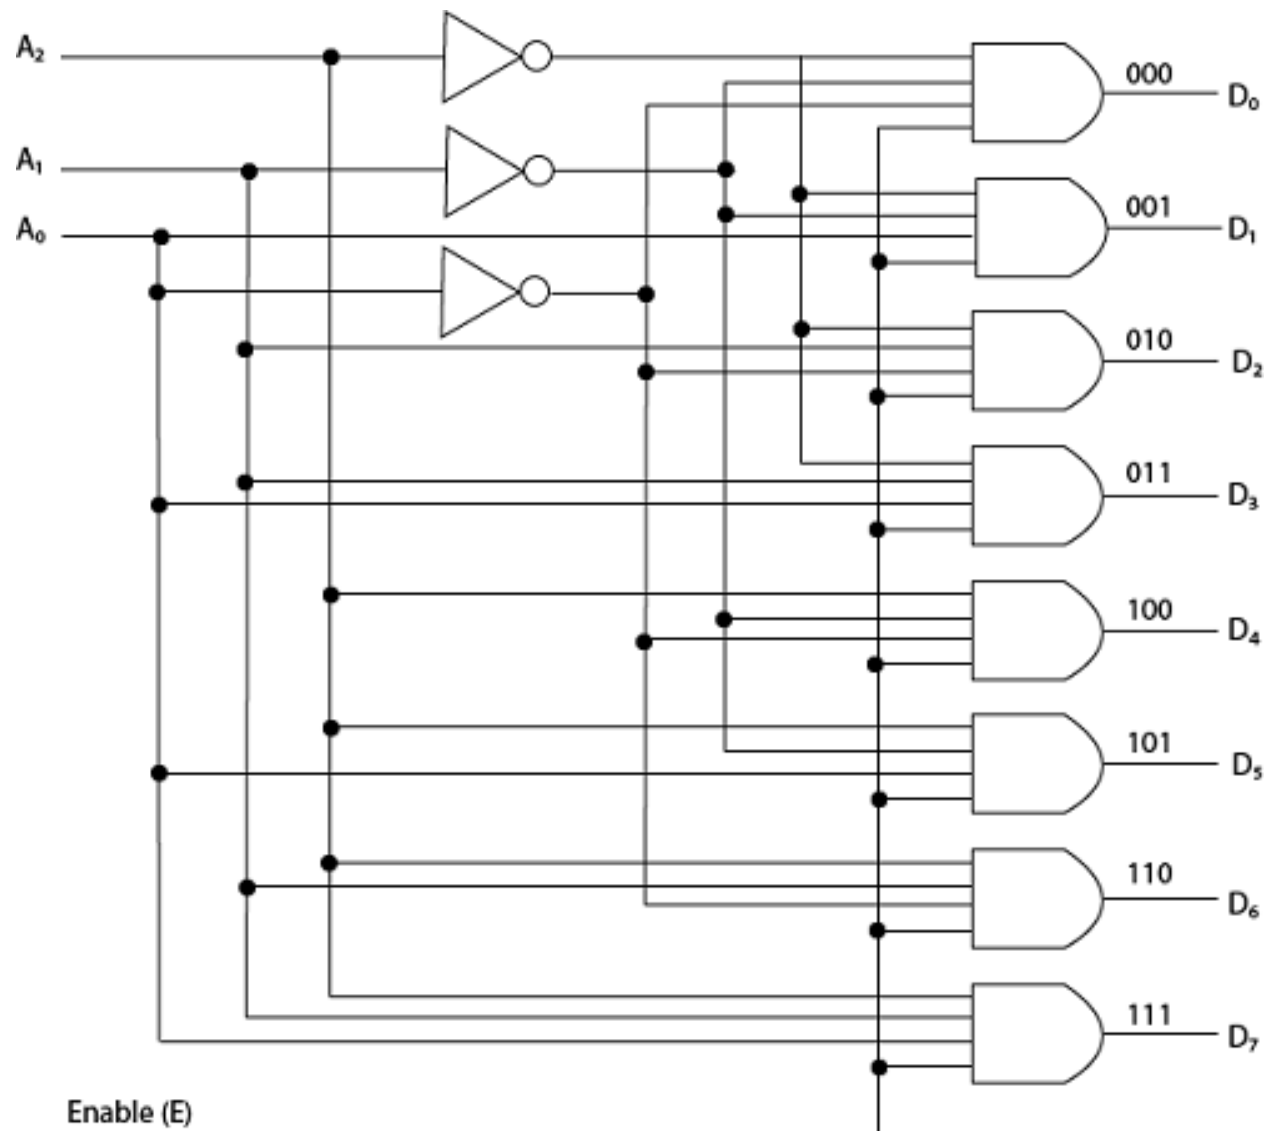 A₂
000
D₀
A₁
001
D₁
A₀
010
D₂
011
D₃
100
D₄
101
D₅
110
D₆
111
D₇
Enable (E)